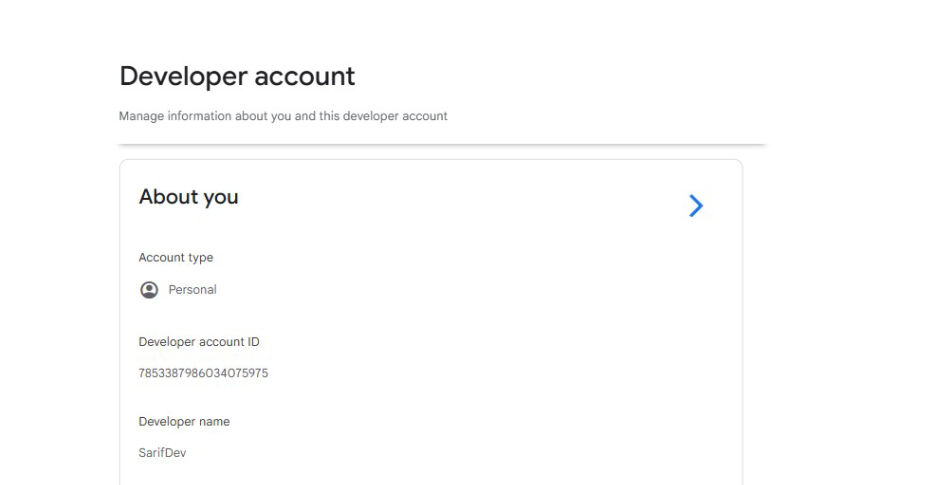 Developer account
Manage information about you and this developer account
About you
Account type
Personal
Developer account ID
7853387986034075975
Developer name
SarifDev